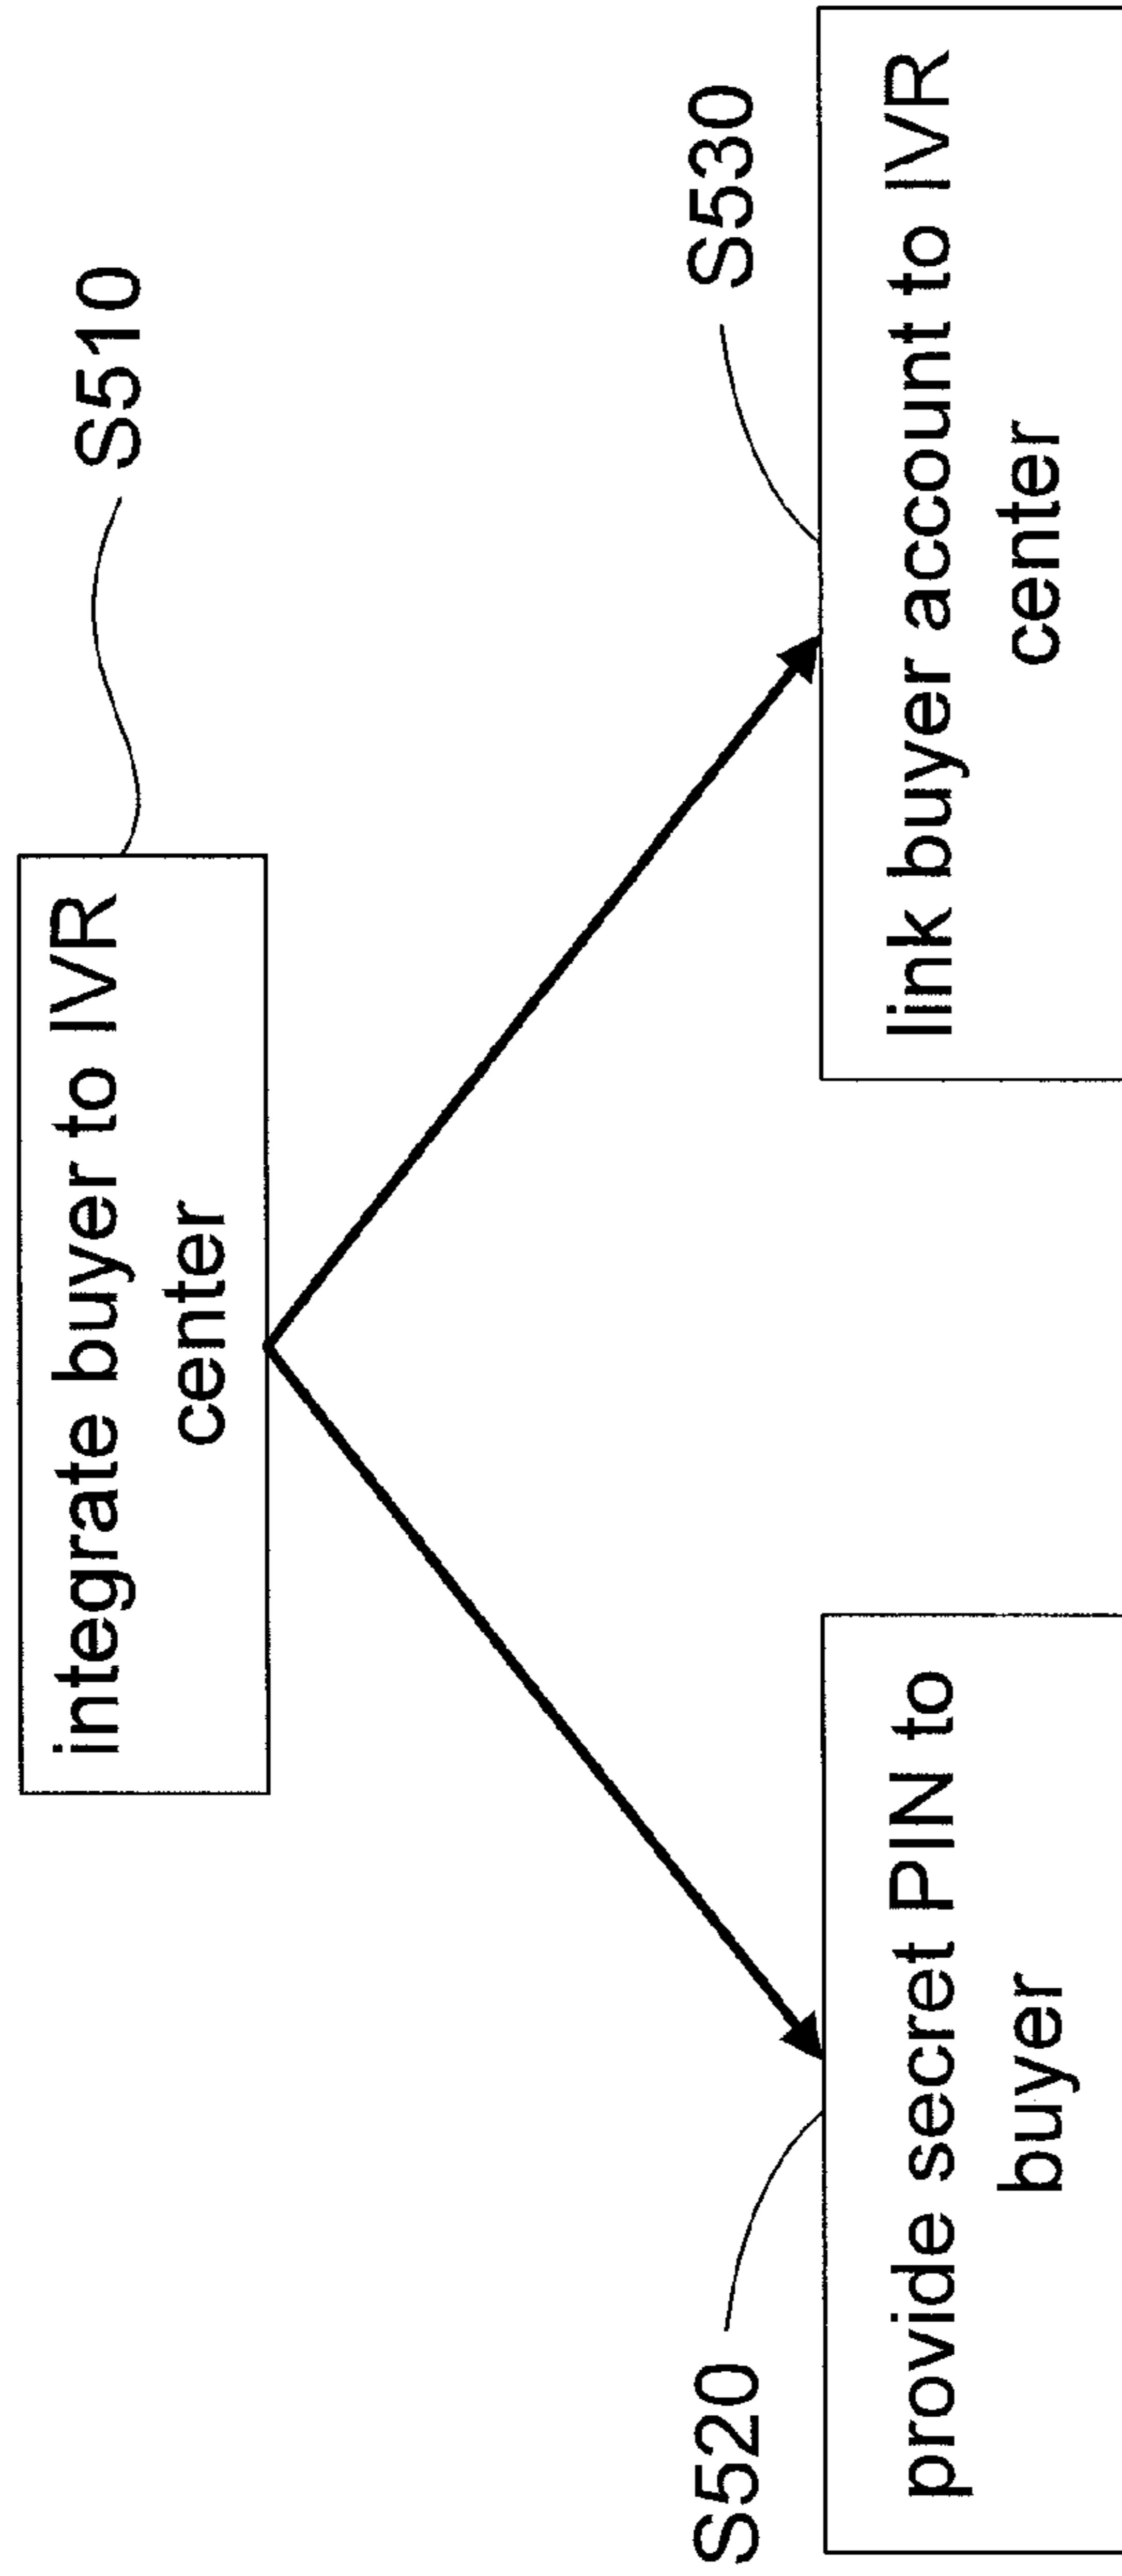 integrate buyer to IVR
center
S510
S520
provide secret PIN to
buyer
S530
link buyer account to IVR
center